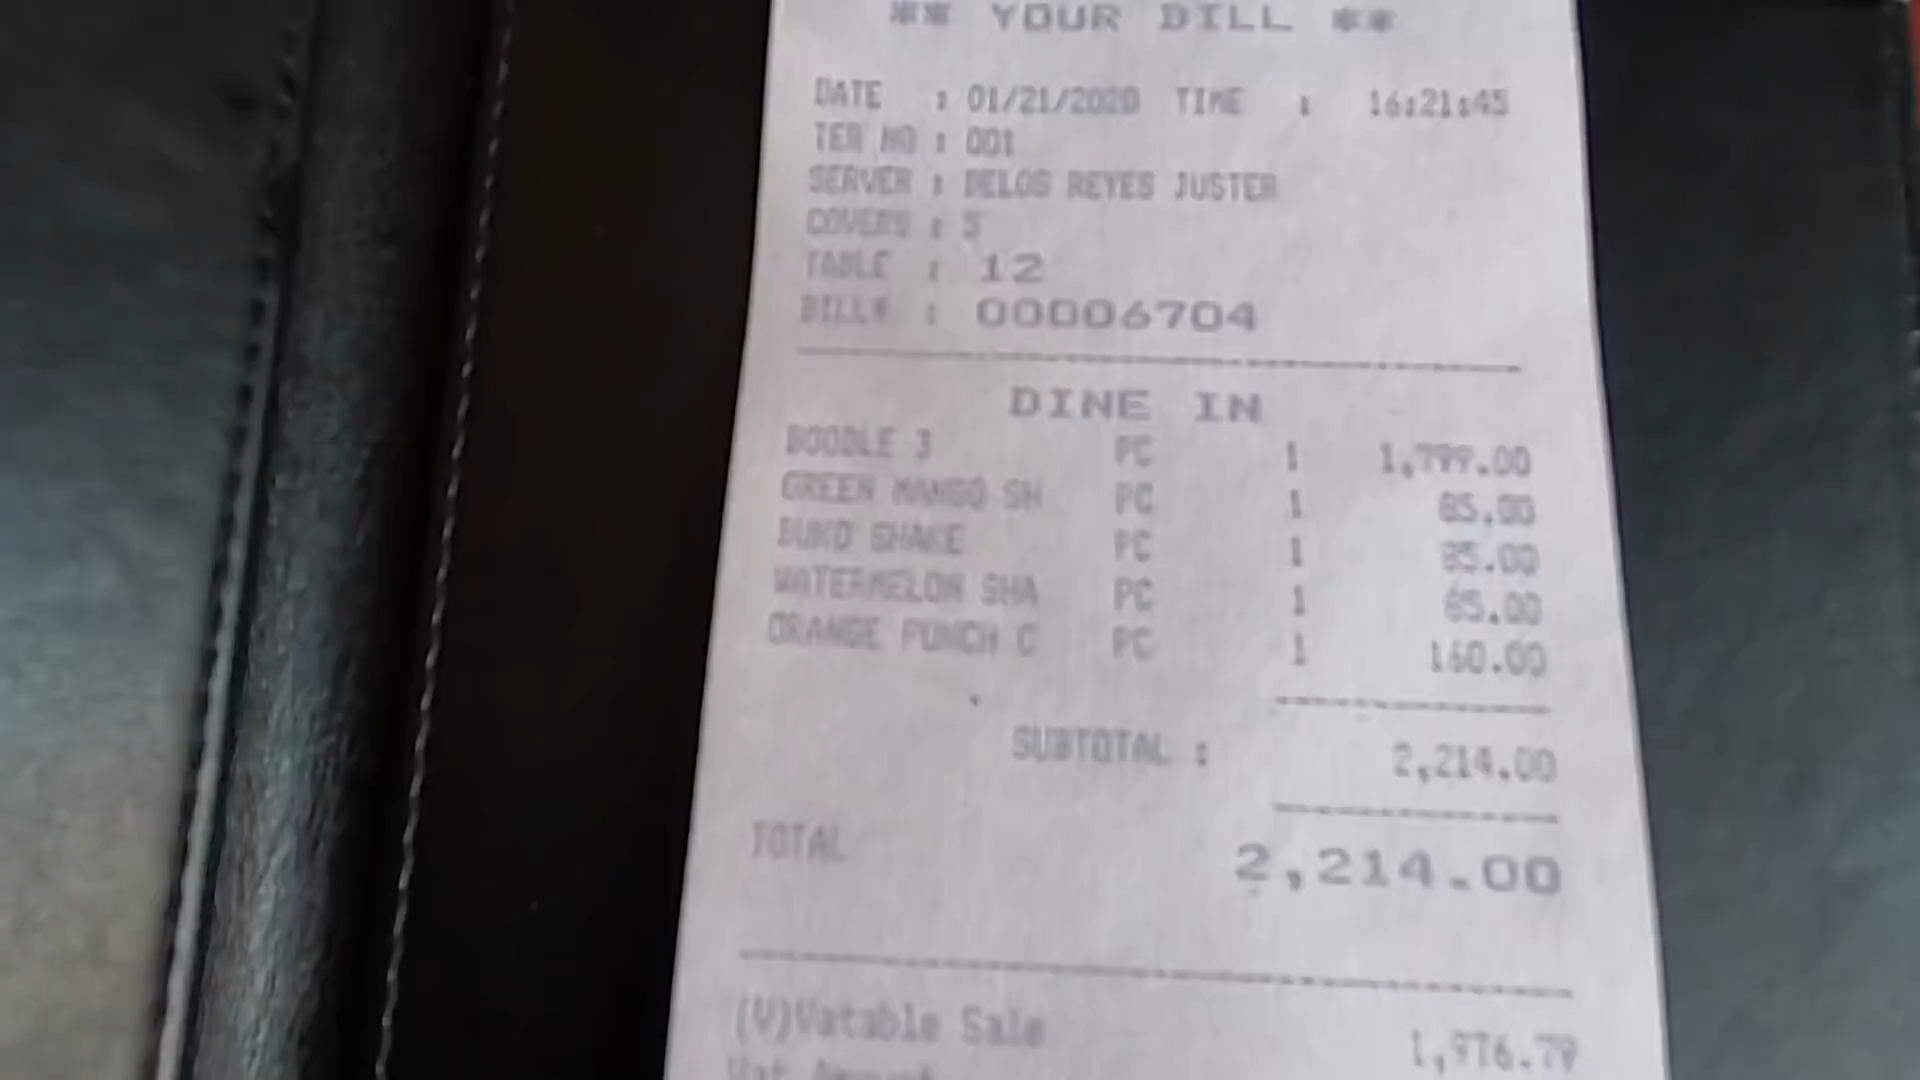 ** YOUR BILL **
DATE : 01/21/2020 TIME : 16:21:45
TER NO : 001
SERVER : DELOS REYES JUSTER
COVERS : 5
TABLE : 12
BILL# : 00006704
DINE IN
BOODLE 3 PC 1 1,799.00
GREEN MANGO SH PC 1 85.00
BUKO SHAKE PC 1 85.00
WATERMELON SHA PC 1 85.00
ORANGE PUNCH C PC 1 160.00
SUBTOTAL : 2,214.00
TOTAL 2,214.00
(V)Vatable Sale 1,976.79
Vat Amount